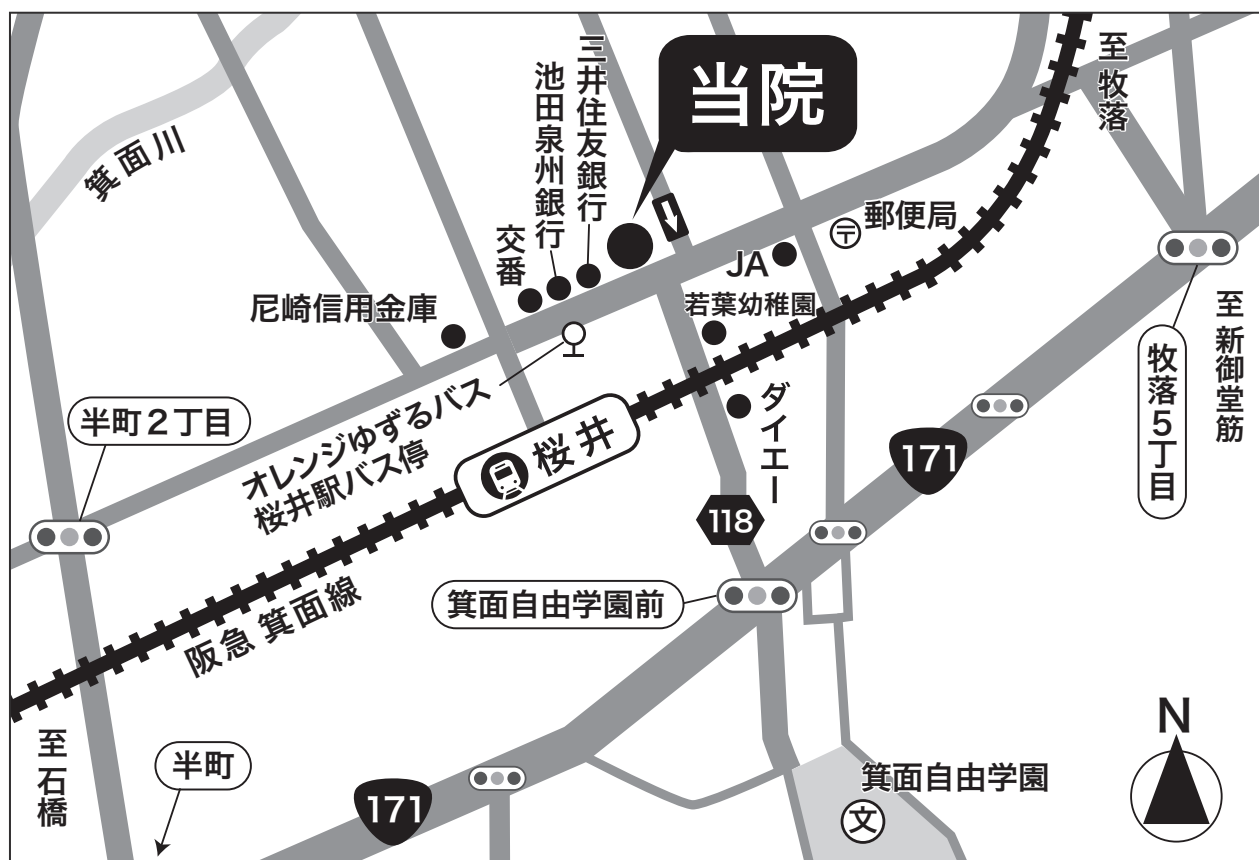 至 牧落
三井住友銀行
池田泉州銀行
当院
箕面川
郵便局
交番
JA
若葉幼稚園
尼崎信用金庫
至 新御堂筋
牧落5丁目
半町2丁目
オレンジゆずるバス
桜井駅バス停
桜井
ダイエー
171
118
箕面自由学園前
阪急 箕面線
至 石橋
半町
171
箕面自由学園
文
N